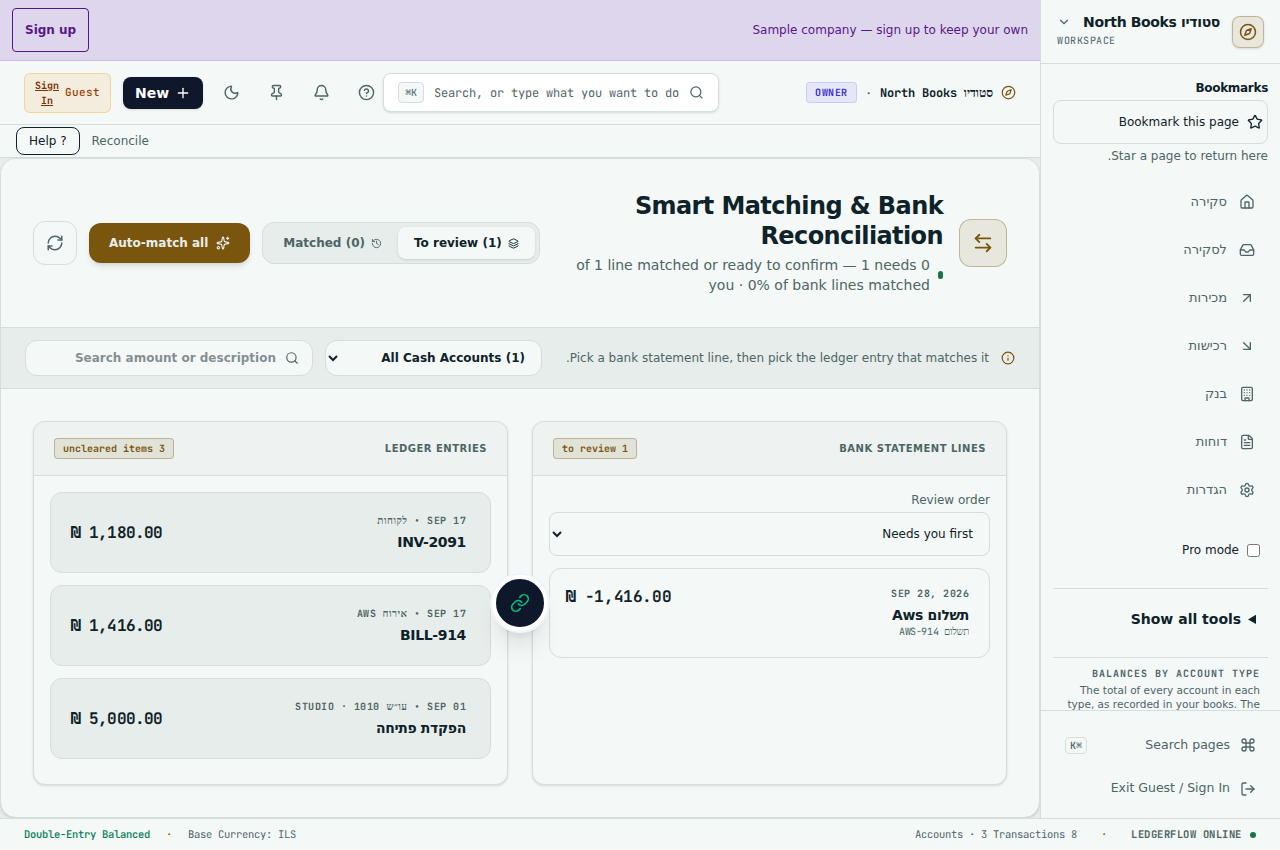 Sample company — sign up to keep your own
Sign up
North Books סטודיו
WORKSPACE
North Books סטודיו · OWNER
Search, or type what you want to do
⌘K
New
Guest
Sign In
Reconcile
Help ?
Bookmarks
Bookmark this page
.Star a page to return here
סקירה
לסקירה
מכירות
רכישות
בנק
דוחות
הגדרות
Pro mode
Show all tools
BALANCES BY ACCOUNT TYPE
The total of every account in each
type, as recorded in your books. The
Search pages
K⌘
Exit Guest / Sign In
Smart Matching & Bank
Reconciliation
of 1 line matched or ready to confirm — 1 needs 0
you · 0% of bank lines matched
To review (1)
Matched (0)
Auto-match all
.Pick a bank statement line, then pick the ledger entry that matches it
All Cash Accounts (1)
Search amount or description
BANK STATEMENT LINES
to review 1
Review order
Needs you first
SEP 28, 2026
תשלום Aws
תשלום AWS-914
₪ -1,416.00
LEDGER ENTRIES
uncleared items 3
SEP 17 • לקוחות
INV-2091
₪ 1,180.00
SEP 17 • אירוח AWS
BILL-914
₪ 1,416.00
SEP 01 • עו״ש 1010 · STUDIO
הפקדת פתיחה
₪ 5,000.00
LEDGERFLOW ONLINE
·
Accounts · 3 Transactions 8
Base Currency: ILS
·
Double-Entry Balanced